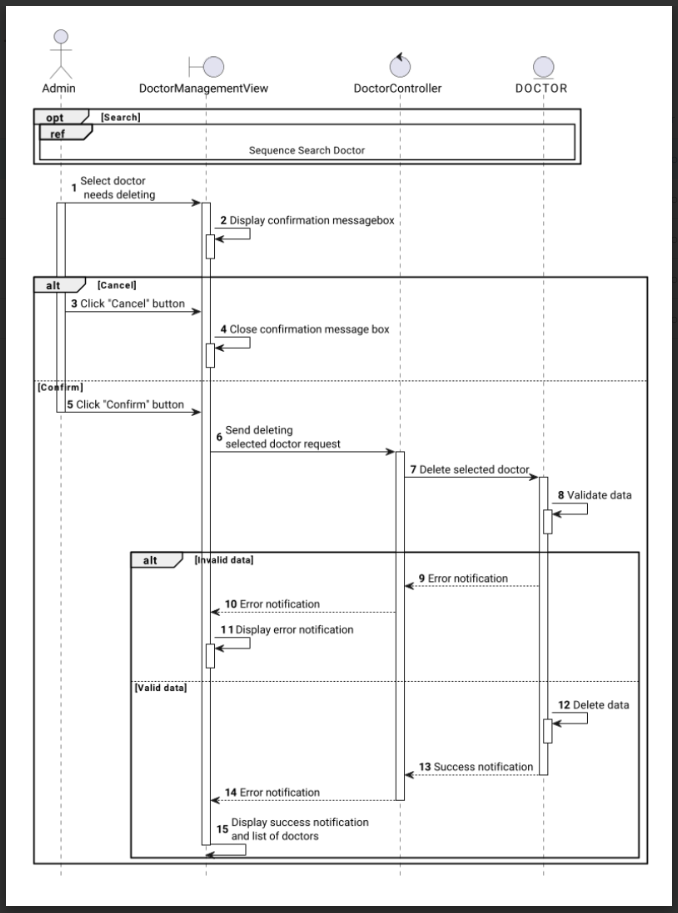 Admin
DoctorManagementView
DoctorController
DOCTOR
opt
[Search]
ref
Sequence Search Doctor
1 Select doctor
needs deleting
2 Display confirmation messagebox
alt
[Cancel]
3 Click "Cancel" button
4 Close confirmation message box
[Confirm]
5 Click "Confirm" button
6 Send deleting
selected doctor request
7 Delete selected doctor
8 Validate data
alt
[Invalid data]
9 Error notification
10 Error notification
11 Display error notification
[Valid data]
12 Delete data
13 Success notification
14 Error notification
15 Display success notification
and list of doctors